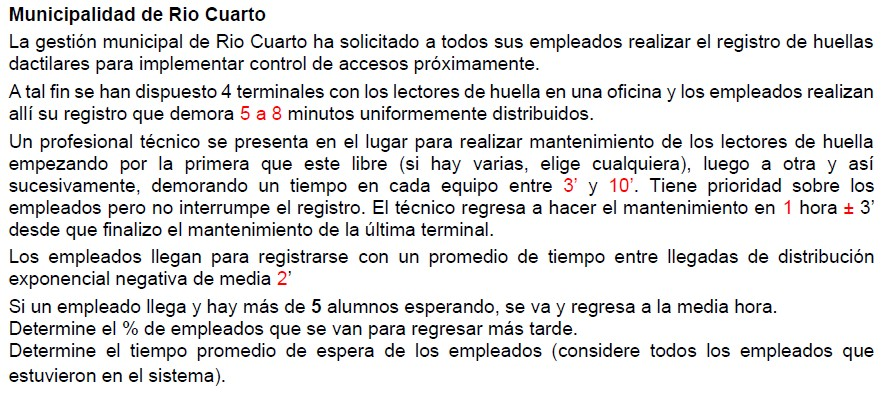 Municipalidad de Rio Cuarto
La gestión municipal de Rio Cuarto ha solicitado a todos sus empleados realizar el registro de huellas
dactilares para implementar control de accesos próximamente.
A tal fin se han dispuesto 4 terminales con los lectores de huella en una oficina y los empleados realizan
allí su registro que demora 5 a 8 minutos uniformemente distribuidos.
Un profesional técnico se presenta en el lugar para realizar mantenimiento de los lectores de huella
empezando por la primera que este libre (si hay varias, elige cualquiera), luego a otra y así
sucesivamente, demorando un tiempo en cada equipo entre 3’ y 10’. Tiene prioridad sobre los
empleados pero no interrumpe el registro. El técnico regresa a hacer el mantenimiento en 1 hora ± 3’
desde que finalizo el mantenimiento de la última terminal.
Los empleados llegan para registrarse con un promedio de tiempo entre llegadas de distribución
exponencial negativa de media 2’
Si un empleado llega y hay más de 5 alumnos esperando, se va y regresa a la media hora.
Determine el % de empleados que se van para regresar más tarde.
Determine el tiempo promedio de espera de los empleados (considere todos los empleados que
estuvieron en el sistema).